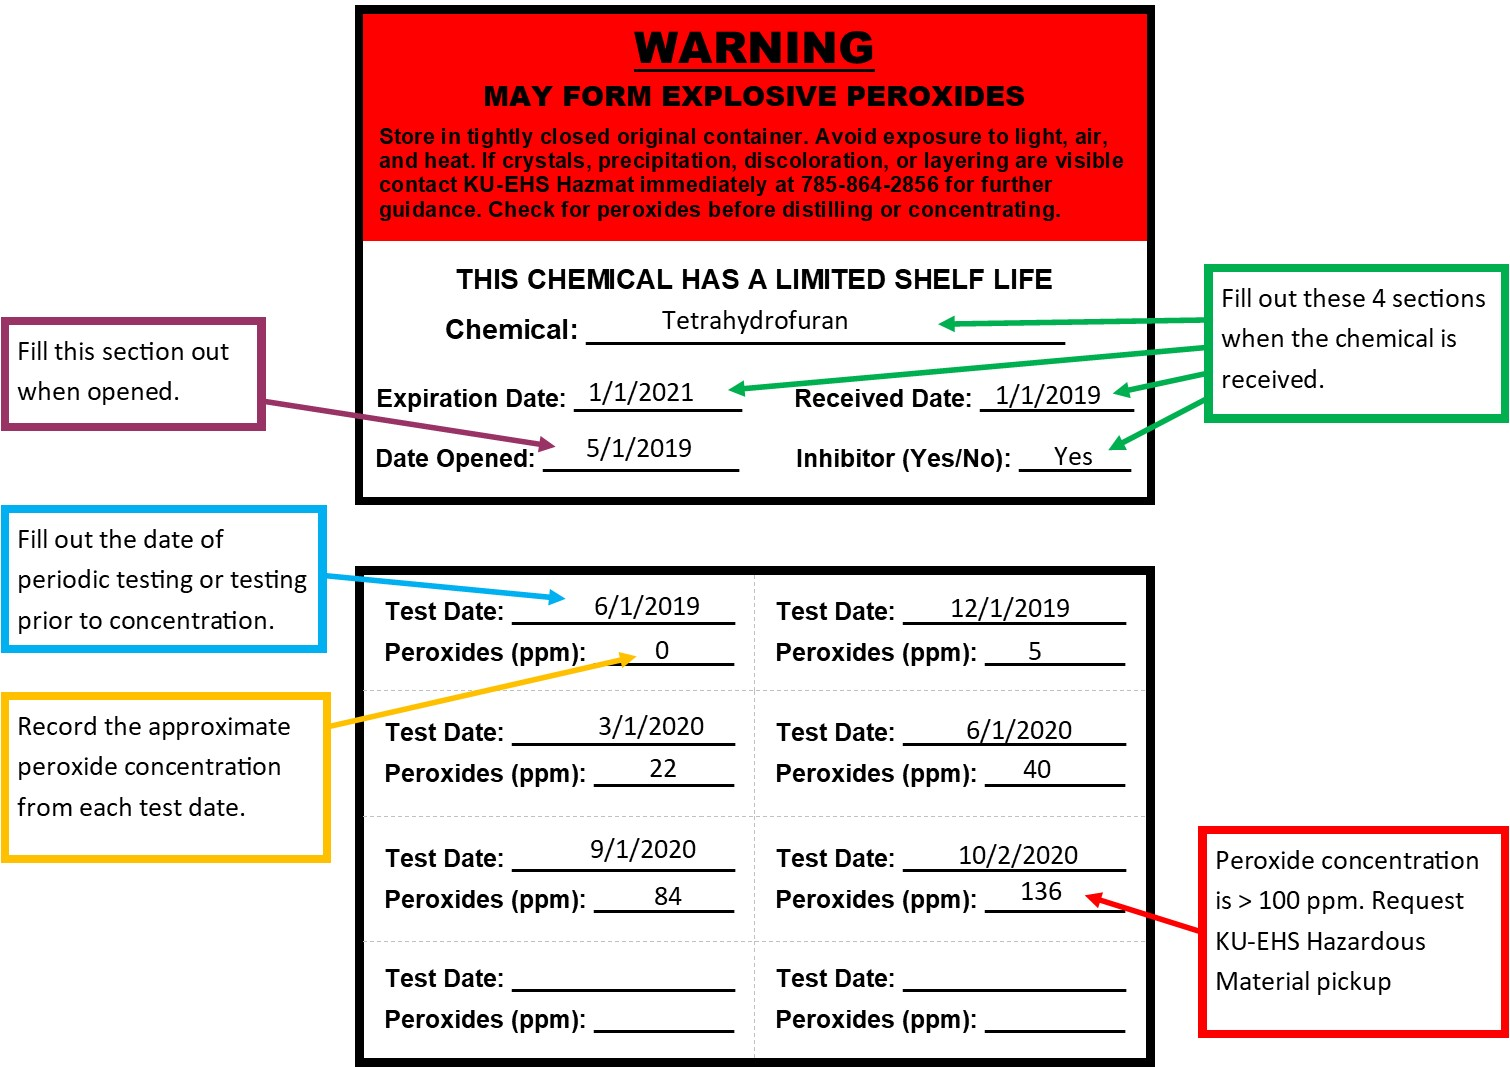 WARNING
MAY FORM EXPLOSIVE PEROXIDES
Store in tightly closed original container. Avoid exposure to light, air,
and heat. If crystals, precipitation, discoloration, or layering are visible
contact KU-EHS Hazmat immediately at 785-864-2856 for further
guidance. Check for peroxides before distilling or concentrating.
THIS CHEMICAL HAS A LIMITED SHELF LIFE
Chemical: Tetrahydrofuran
Expiration Date: 1/1/2021 Received Date: 1/1/2019
Date Opened: 5/1/2019 Inhibitor (Yes/No): Yes
Fill this section out
when opened.
Fill out these 4 sections
when the chemical is
received.
Fill out the date of
periodic testing or testing
prior to concentration.
Record the approximate
peroxide concentration
from each test date.
Test Date: 6/1/2019 Test Date: 12/1/2019
Peroxides (ppm): 0 Peroxides (ppm): 5
Test Date: 3/1/2020 Test Date: 6/1/2020
Peroxides (ppm): 22 Peroxides (ppm): 40
Test Date: 9/1/2020 Test Date: 10/2/2020
Peroxides (ppm): 84 Peroxides (ppm): 136
Test Date: Test Date:
Peroxides (ppm): Peroxides (ppm):
Peroxide concentration
is > 100 ppm. Request
KU-EHS Hazardous
Material pickup